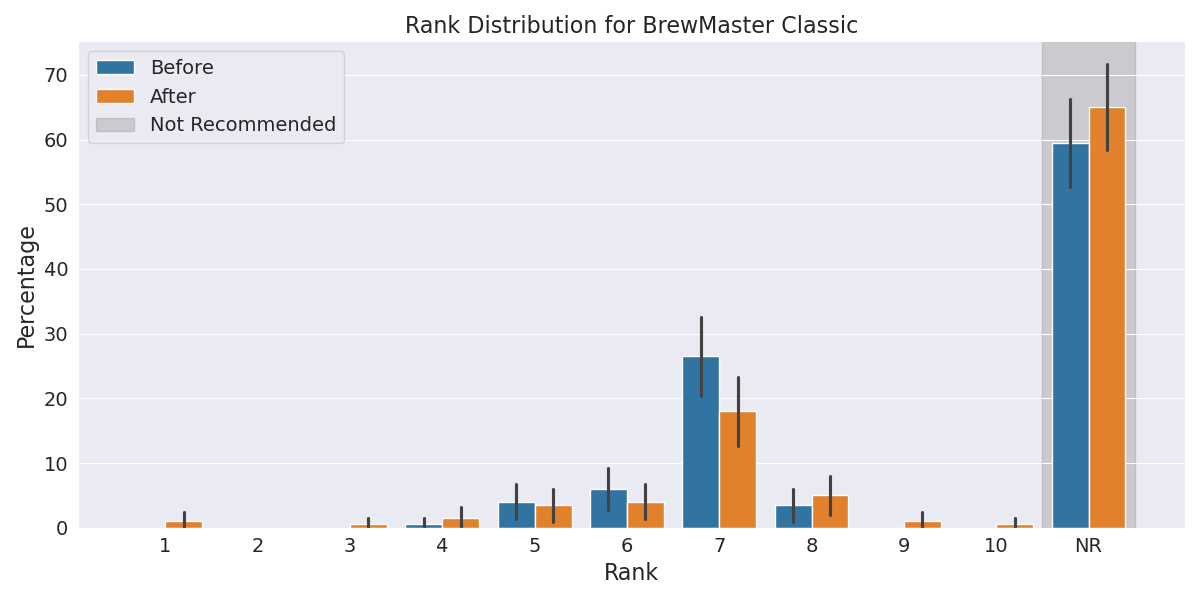 Rank Distribution for BrewMaster Classic
Before
After
Not Recommended
Percentage
70
60
50
40
30
20
10
0
1 2 3 4 5 6 7 8 9 10 NR
Rank